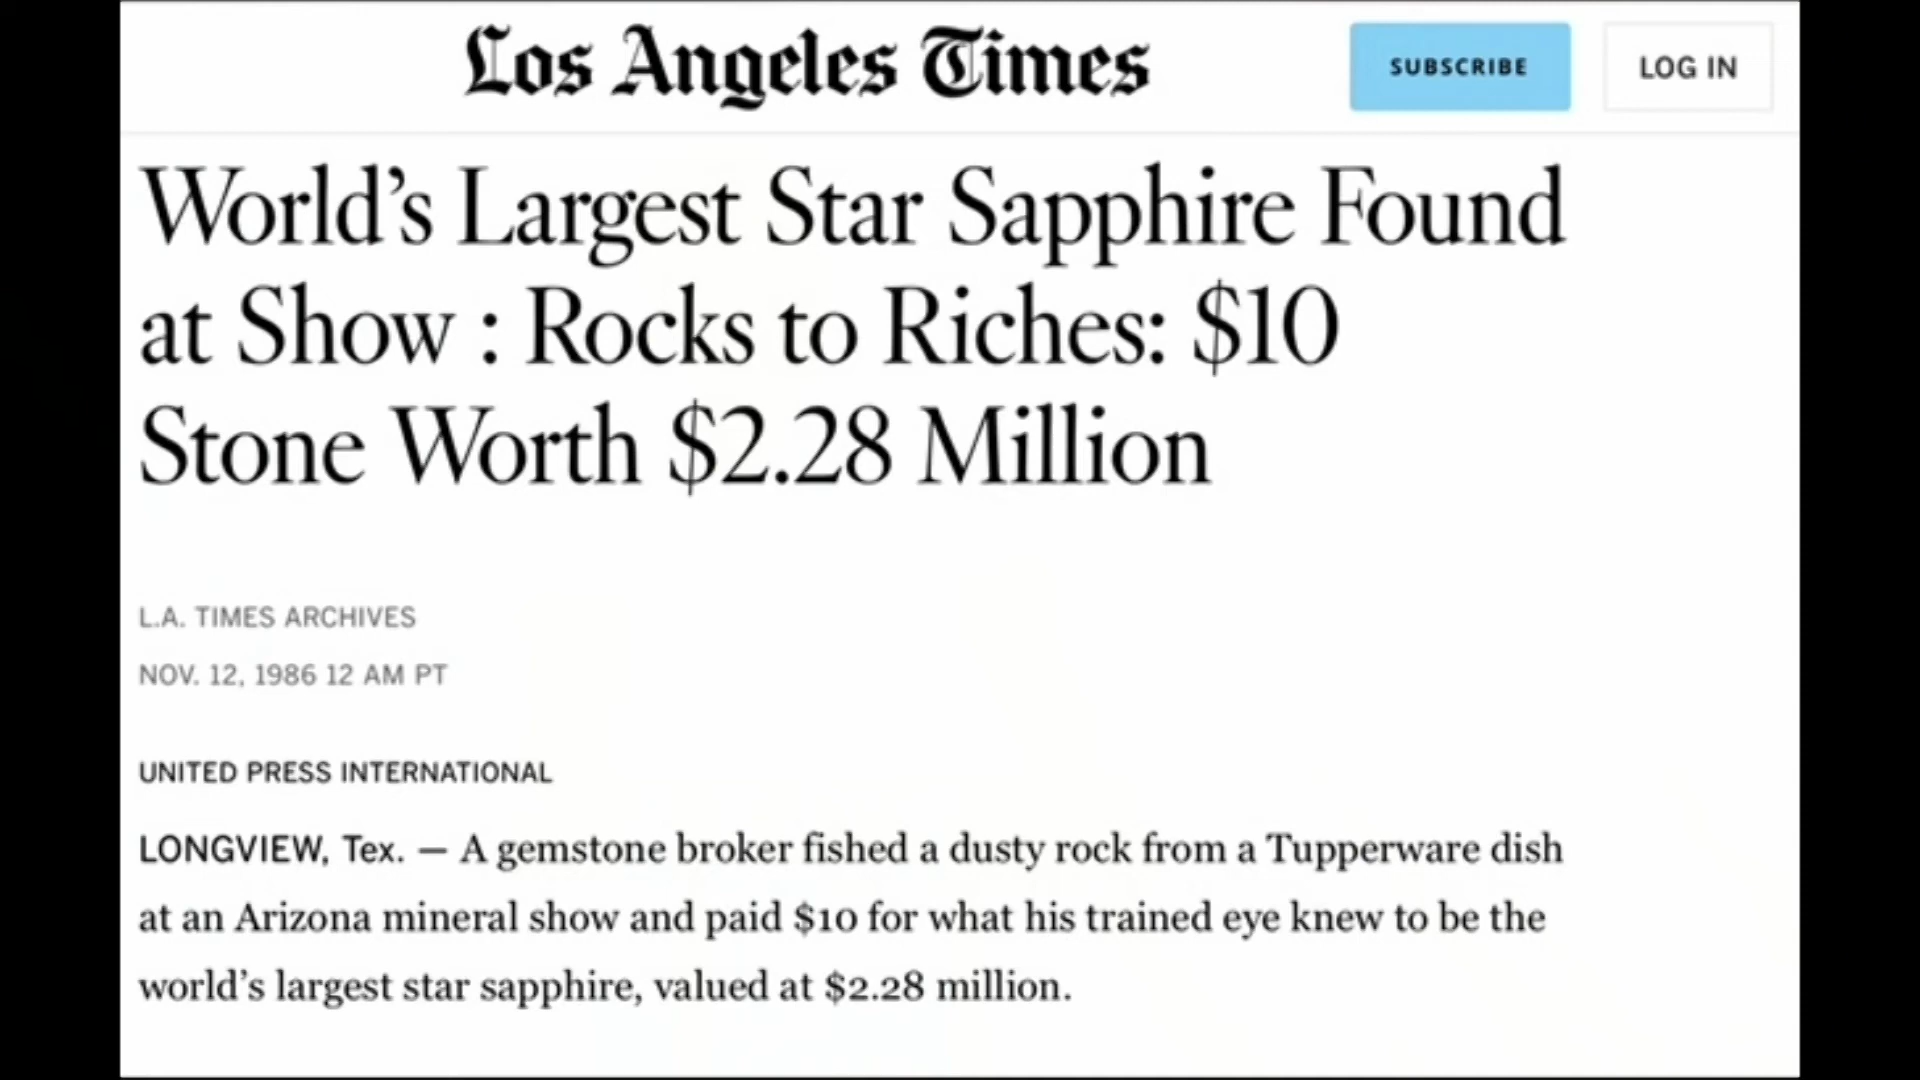 Los Angeles Times
SUBSCRIBE
LOG IN
World’s Largest Star Sapphire Found
at Show : Rocks to Riches: $10
Stone Worth $2.28 Million
L.A. TIMES ARCHIVES
NOV. 12, 1986 12 AM PT
UNITED PRESS INTERNATIONAL
LONGVIEW, Tex. — A gemstone broker fished a dusty rock from a Tupperware dish
at an Arizona mineral show and paid $10 for what his trained eye knew to be the
world’s largest star sapphire, valued at $2.28 million.